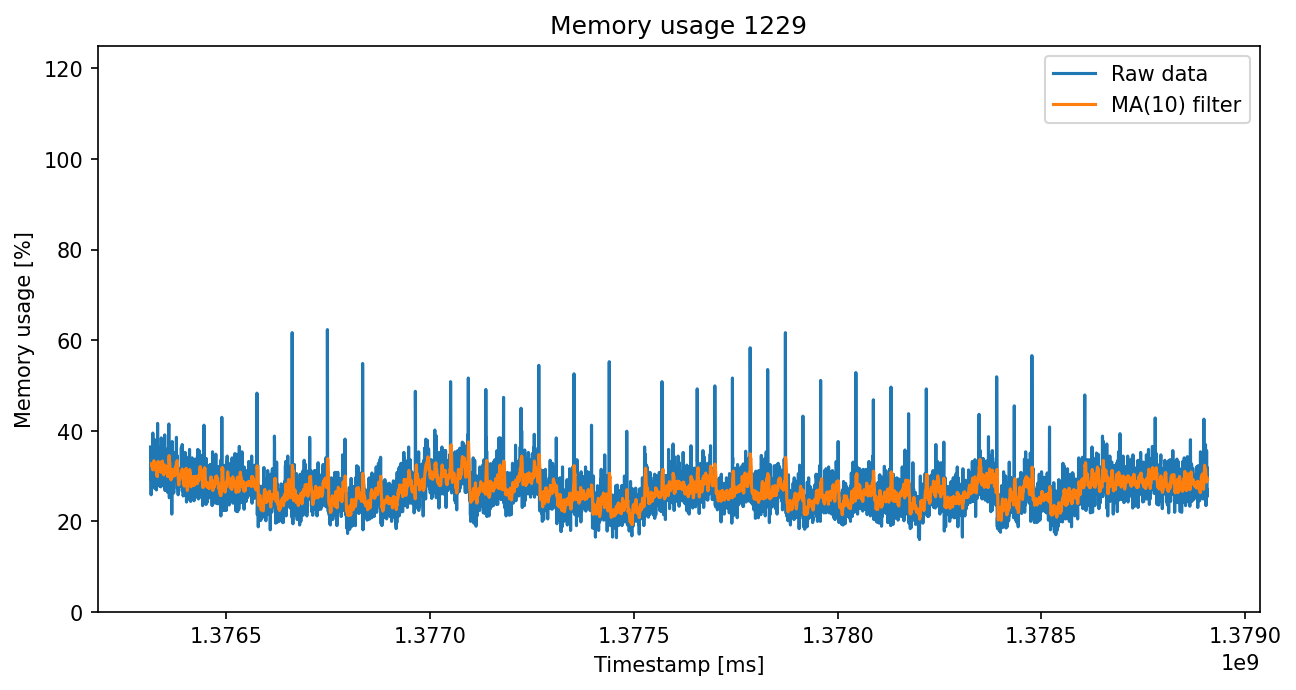 Memory usage 1229
Raw data
MA(10) filter
Memory usage [%]
120
100
80
60
40
20
0
1.3765 1.3770 1.3775 1.3780 1.3785 1.3790
1e9
Timestamp [ms]